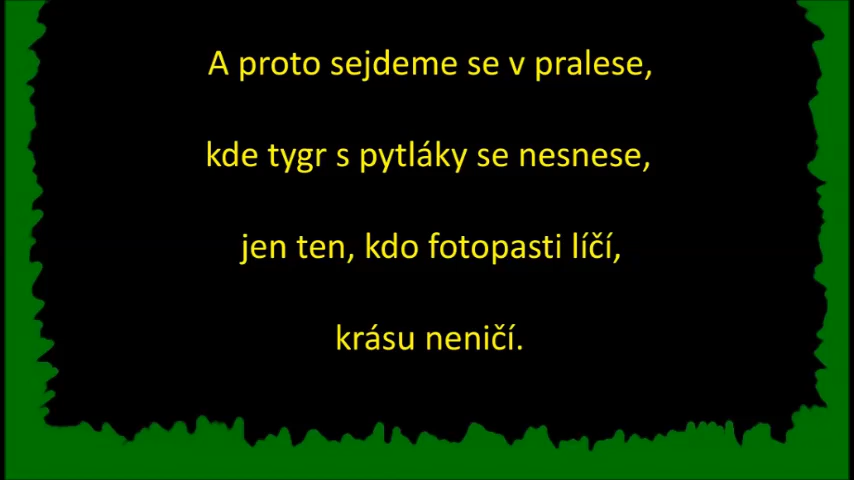 A proto sejdeme se v pralese,
kde tygr s pytláky se nesnese,
jen ten, kdo fotopasti líčí,
krásu neničí.